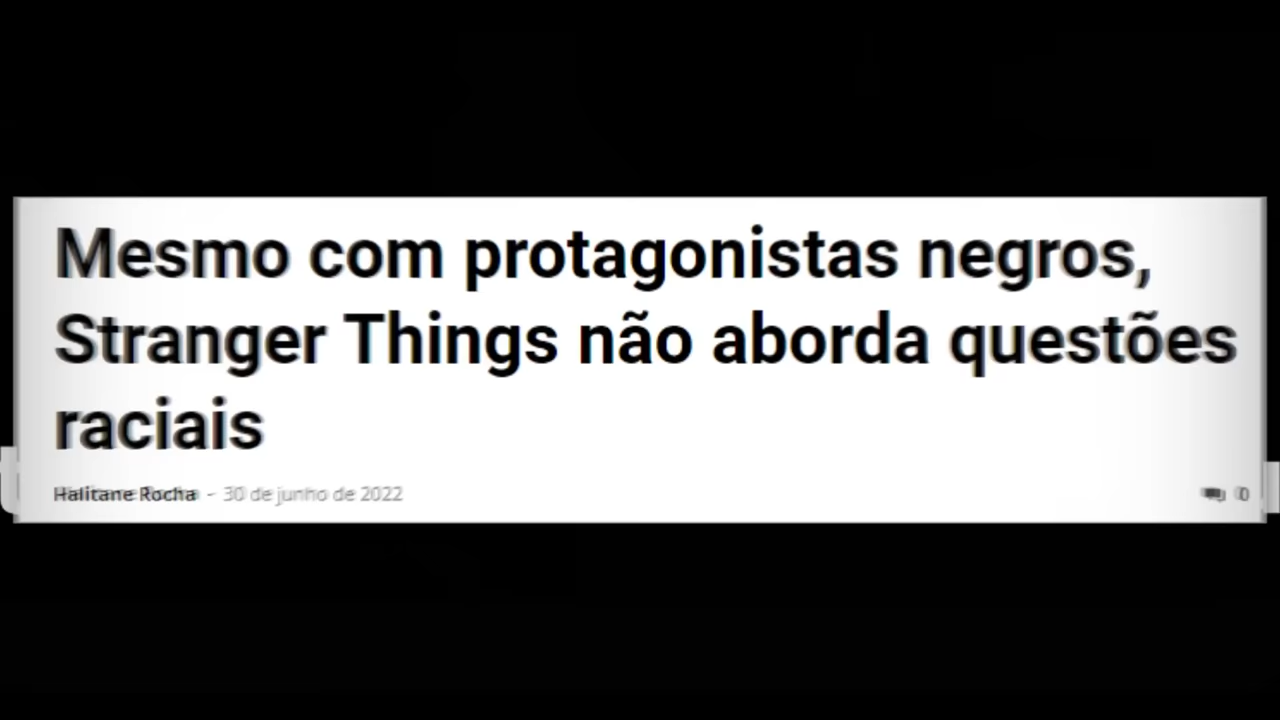 Mesmo com protagonistas negros,
Stranger Things não aborda questões
raciais
Halitane Rocha - 30 de junho de 2022
0